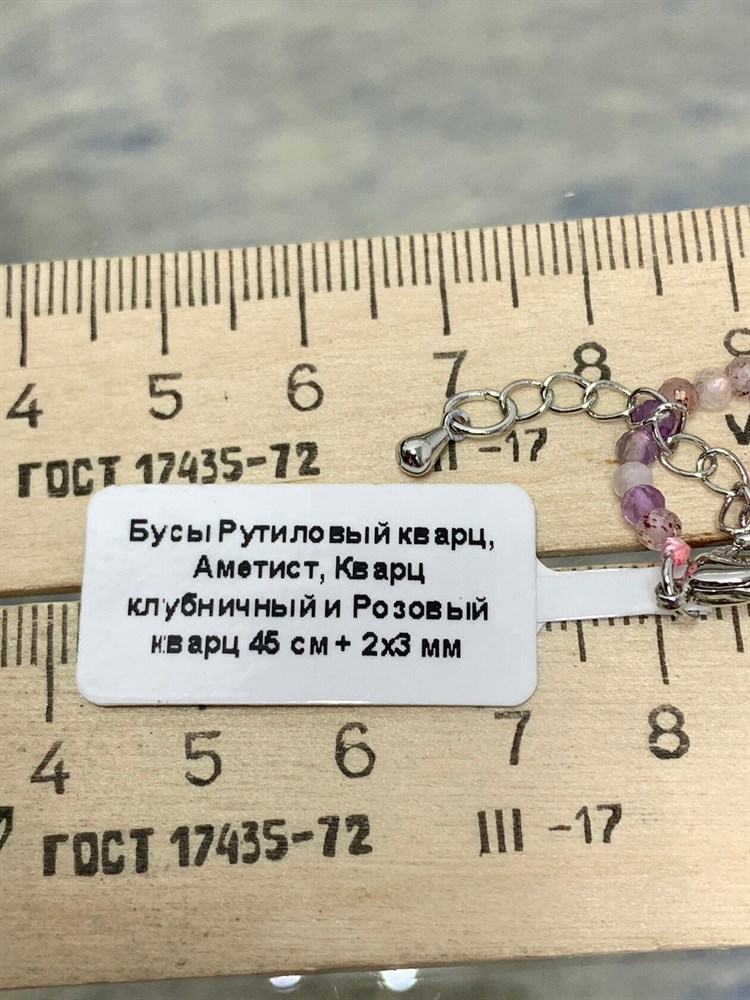 4 5 6 7 8 9
ГОСТ 17435-72 -17
Бусы Рутиловый кварц,
Аметист, Кварц
клубничный и Розовый
кварц 45 см + 2х3 мм
4 5 6 7 8
ГОСТ 17435-72 III -17